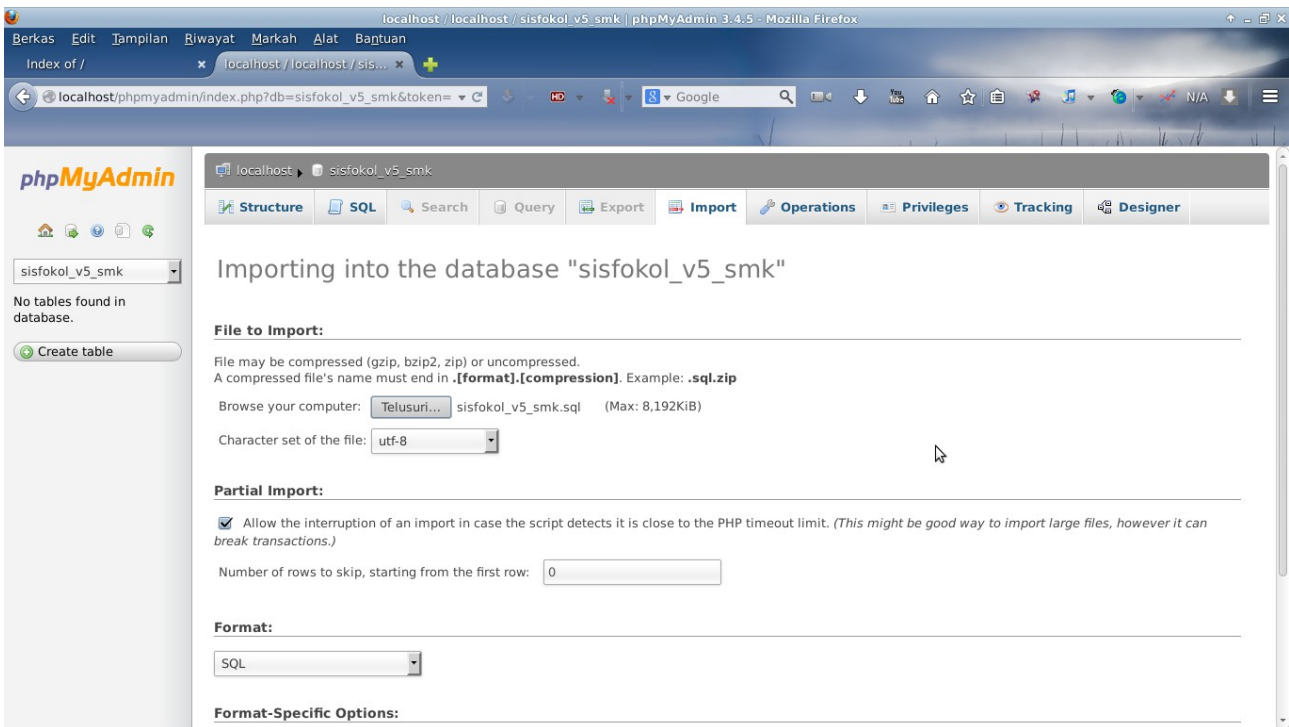 localhost / localhost / sisfokol_v5_smk | phpMyAdmin 3.4.5 - Mozilla Firefox
Berkas Edit Tampilan Riwayat Markah Alat Bantuan
Index of / localhost / localhost / sis...
localhost/phpmyadmin/index.php?db=sisfokol_v5_smk&token= HD Google You Tube N/A
phpMyAdmin
sisfokol_v5_smk
No tables found in
database.
Create table
localhost sisfokol_v5_smk
Structure SQL Search Query Export Import Operations Privileges Tracking Designer
Importing into the database "sisfokol_v5_smk"
File to Import:
File may be compressed (gzip, bzip2, zip) or uncompressed.
A compressed file's name must end in .[format].[compression]. Example: .sql.zip
Browse your computer: Telusuri... sisfokol_v5_smk.sql (Max: 8,192KiB)
Character set of the file: utf-8
Partial Import:
Allow the interruption of an import in case the script detects it is close to the PHP timeout limit. (This might be good way to import large files, however it can
break transactions.)
Number of rows to skip, starting from the first row: 0
Format:
SQL
Format-Specific Options: